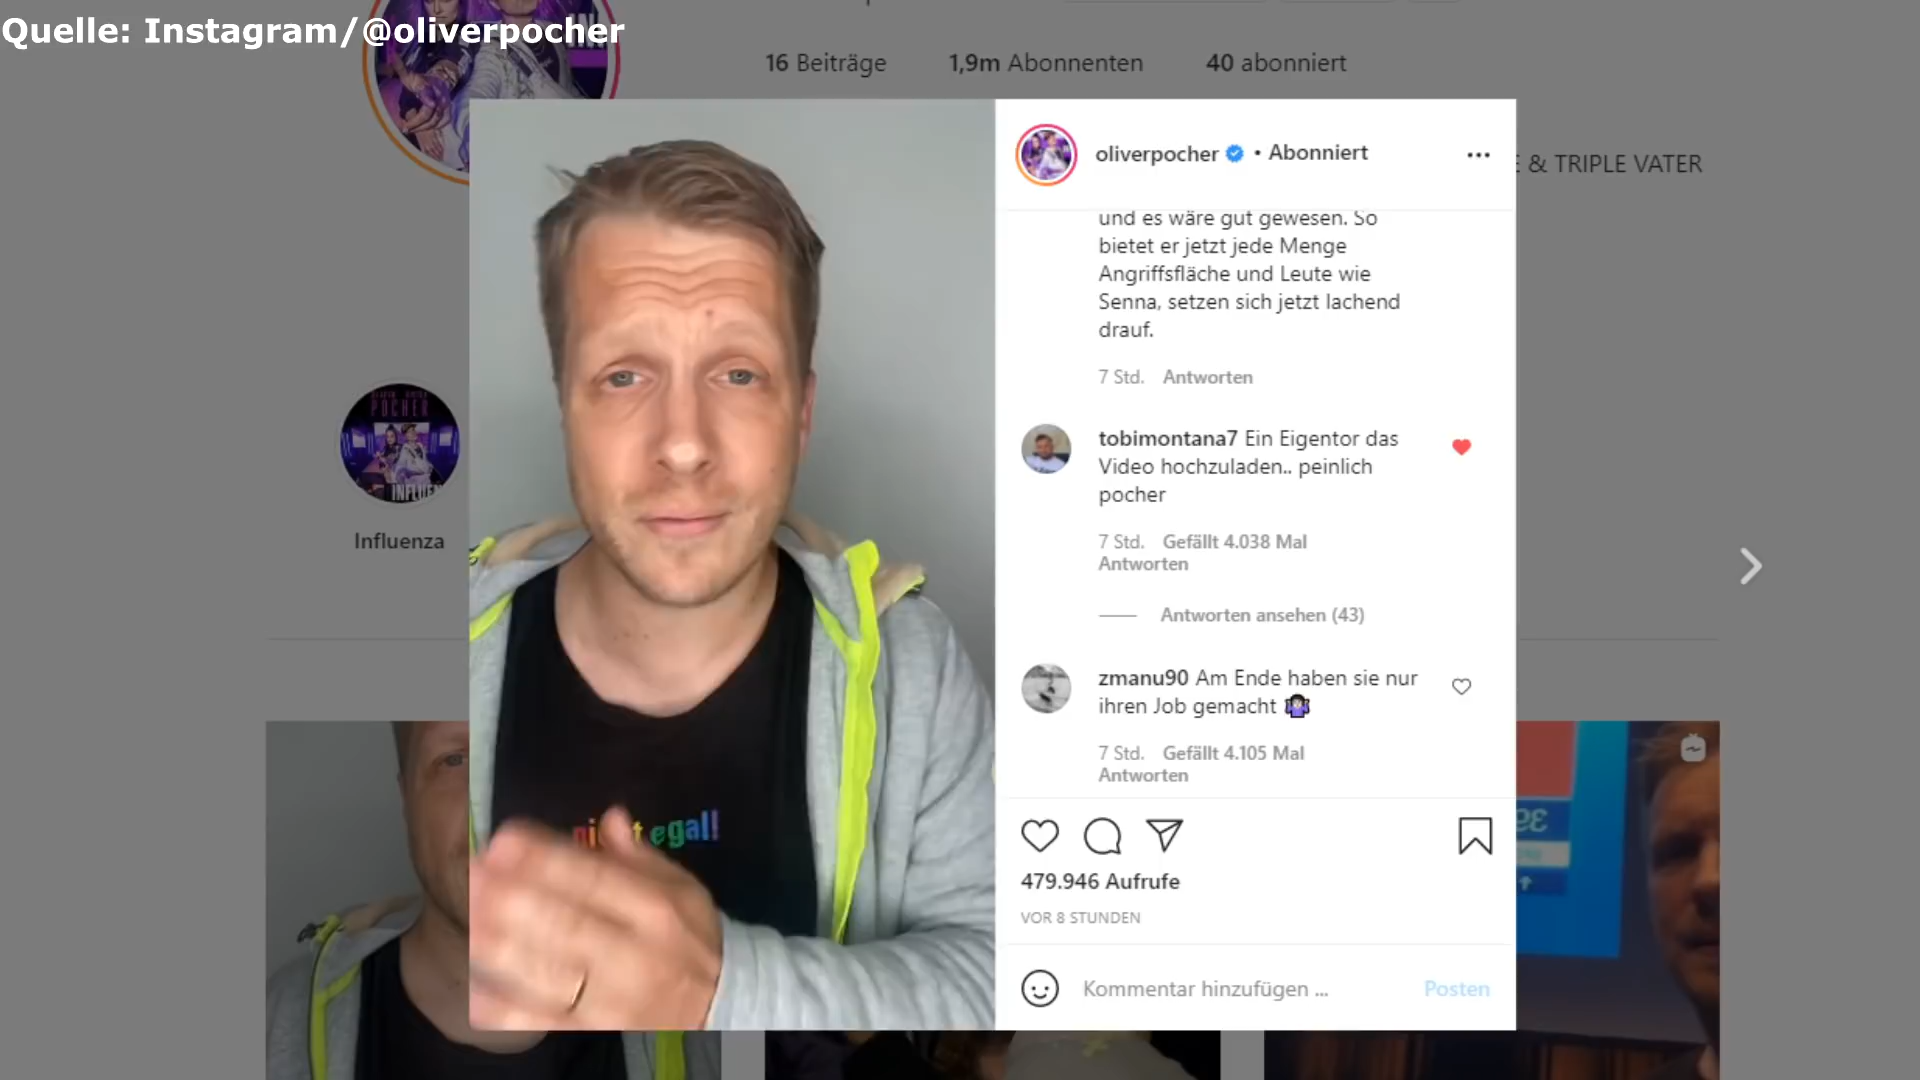 Quelle: Instagram/@oliverpocher
16 Beiträge 1,9m Abonnenten 40 abonniert
oliverpocher • Abonniert
& TRIPLE VATER
und es wäre gut gewesen. So
bietet er jetzt jede Menge
Angriffsfläche und Leute wie
Senna, setzen sich jetzt lachend
drauf.
7 Std. Antworten
POCHER
INFLUEN
Influenza
tobimontana7 Ein Eigentor das
Video hochzuladen.. peinlich
pocher
7 Std. Gefällt 4.038 Mal
Antworten
Antworten ansehen (43)
zmanu90 Am Ende haben sie nur
ihren Job gemacht 🤷🏻‍♀️
7 Std. Gefällt 4.105 Mal
Antworten
egal!
479.946 Aufrufe
VOR 8 STUNDEN
Kommentar hinzufügen ... Posten